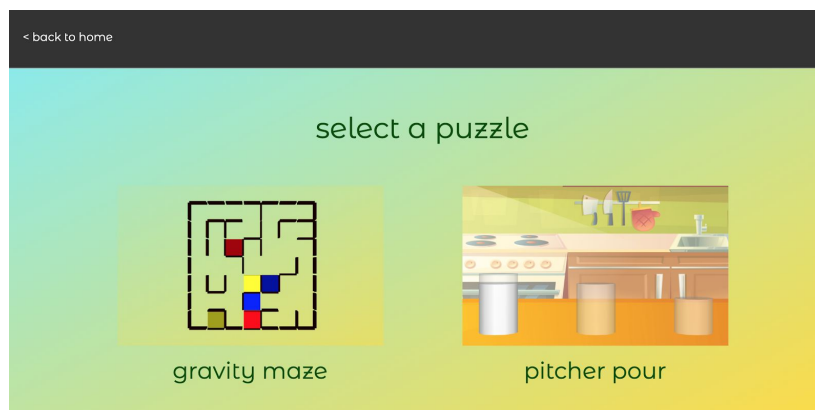 < back to home
select a puzzle
gravity maze
pitcher pour